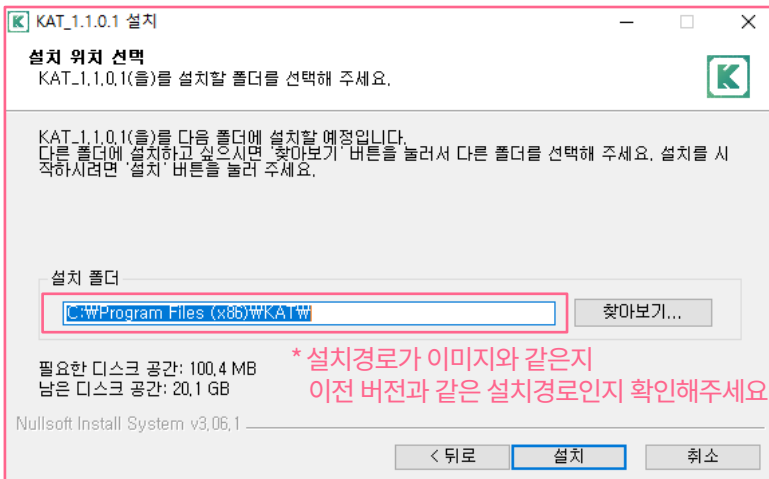 KAT_1.1.0.1 설치
설치 위치 선택
KAT_1.1.0.1(을)를 설치할 폴더를 선택해 주세요.
K
KAT_1.1.0.1(을)를 다음 폴더에 설치할 예정입니다.
다른 폴더에 설치하고 싶으시면 '찾아보기' 버튼을 눌러서 다른 폴더를 선택해 주세요. 설치를 시
작하시려면 '설치' 버튼을 눌러 주세요.
설치 폴더
C:₩Program Files (x86)₩KAT₩
찾아보기...
필요한 디스크 공간: 100.4 MB
남은 디스크 공간: 20.1 GB
* 설치경로가 이미지와 같은지
이전 버전과 같은 설치경로인지 확인해주세요
Nullsoft Install System v3.06.1
< 뒤로
설치
취소